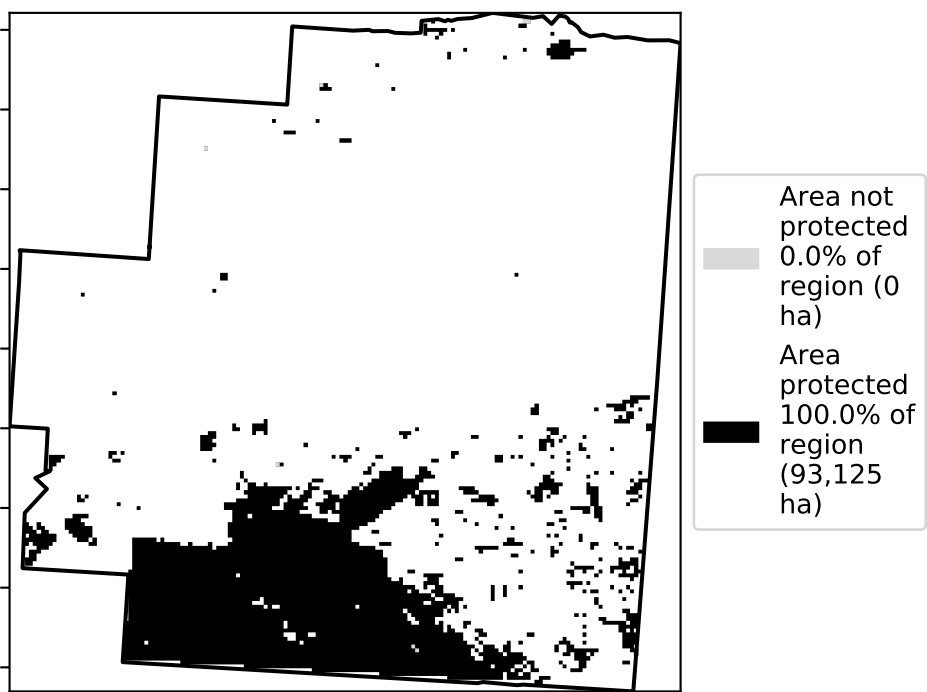 Area not
protected
0.0% of
region (0
ha)
Area
protected
100.0% of
region
(93,125
ha)